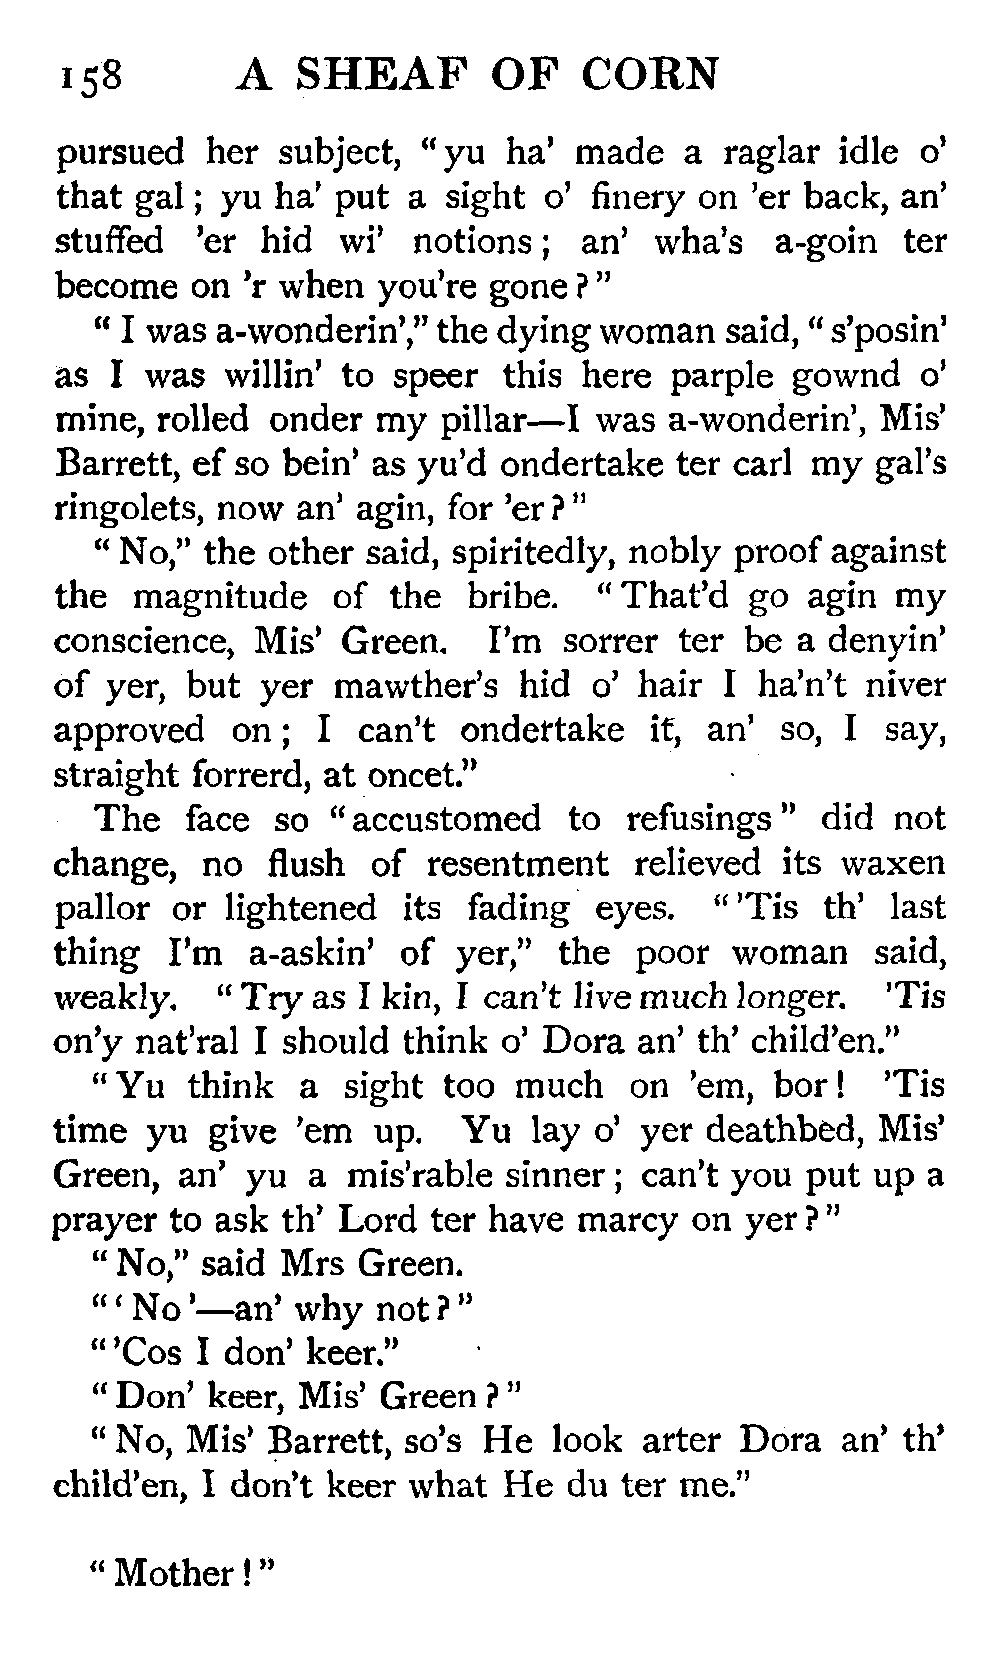 158 A SHEAF OF CORN
pursued her subject, “yu ha’ made a raglar idle o’
that gal; yu ha’ put a sight o’ finery on ’er back, an’
stuffed ’er hid wi’ notions; an’ wha’s a-goin ter
become on ’r when you’re gone?”
“I was a-wonderin’,” the dying woman said, “s’posin’
as I was willin’ to speer this here parple gownd o’
mine, rolled onder my pillar—I was a-wonderin’, Mis’
Barrett, ef so bein’ as yu’d ondertake ter carl my gal’s
ringolets, now an’ agin, for ’er?”
“No,” the other said, spiritedly, nobly proof against
the magnitude of the bribe. “That’d go agin my
conscience, Mis’ Green. I’m sorrer ter be a denyin’
of yer, but yer mawther’s hid o’ hair I ha’n’t niver
approved on; I can’t ondertake it, an’ so, I say,
straight forrerd, at oncet.”
The face so “accustomed to refusings” did not
change, no flush of resentment relieved its waxen
pallor or lightened its fading eyes. “’Tis th’ last
thing I’m a-askin’ of yer,” the poor woman said,
weakly. “Try as I kin, I can’t live much longer. ’Tis
on’y nat’ral I should think o’ Dora an’ th’ child’en.”
“Yu think a sight too much on ’em, bor! ’Tis
time yu give ’em up. Yu lay o’ yer deathbed, Mis’
Green, an’ yu a mis’rable sinner; can’t you put up a
prayer to ask th’ Lord ter have marcy on yer?”
“No,” said Mrs Green.
“‘No’—an’ why not?”
“’Cos I don’ keer.”
“Don’ keer, Mis’ Green?”
“No, Mis’ Barrett, so’s He look arter Dora an’ th’
child’en, I don’t keer what He du ter me.”
“Mother!”